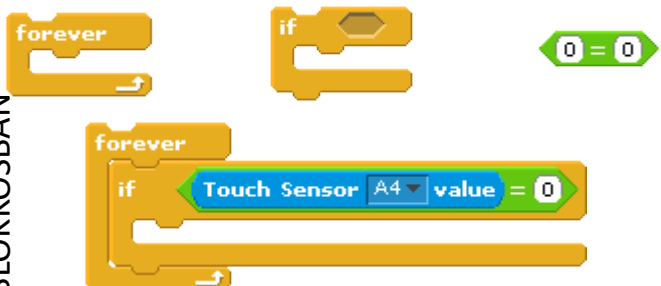 forever
if
0 = 0
forever
if Touch Sensor A4 value = 0